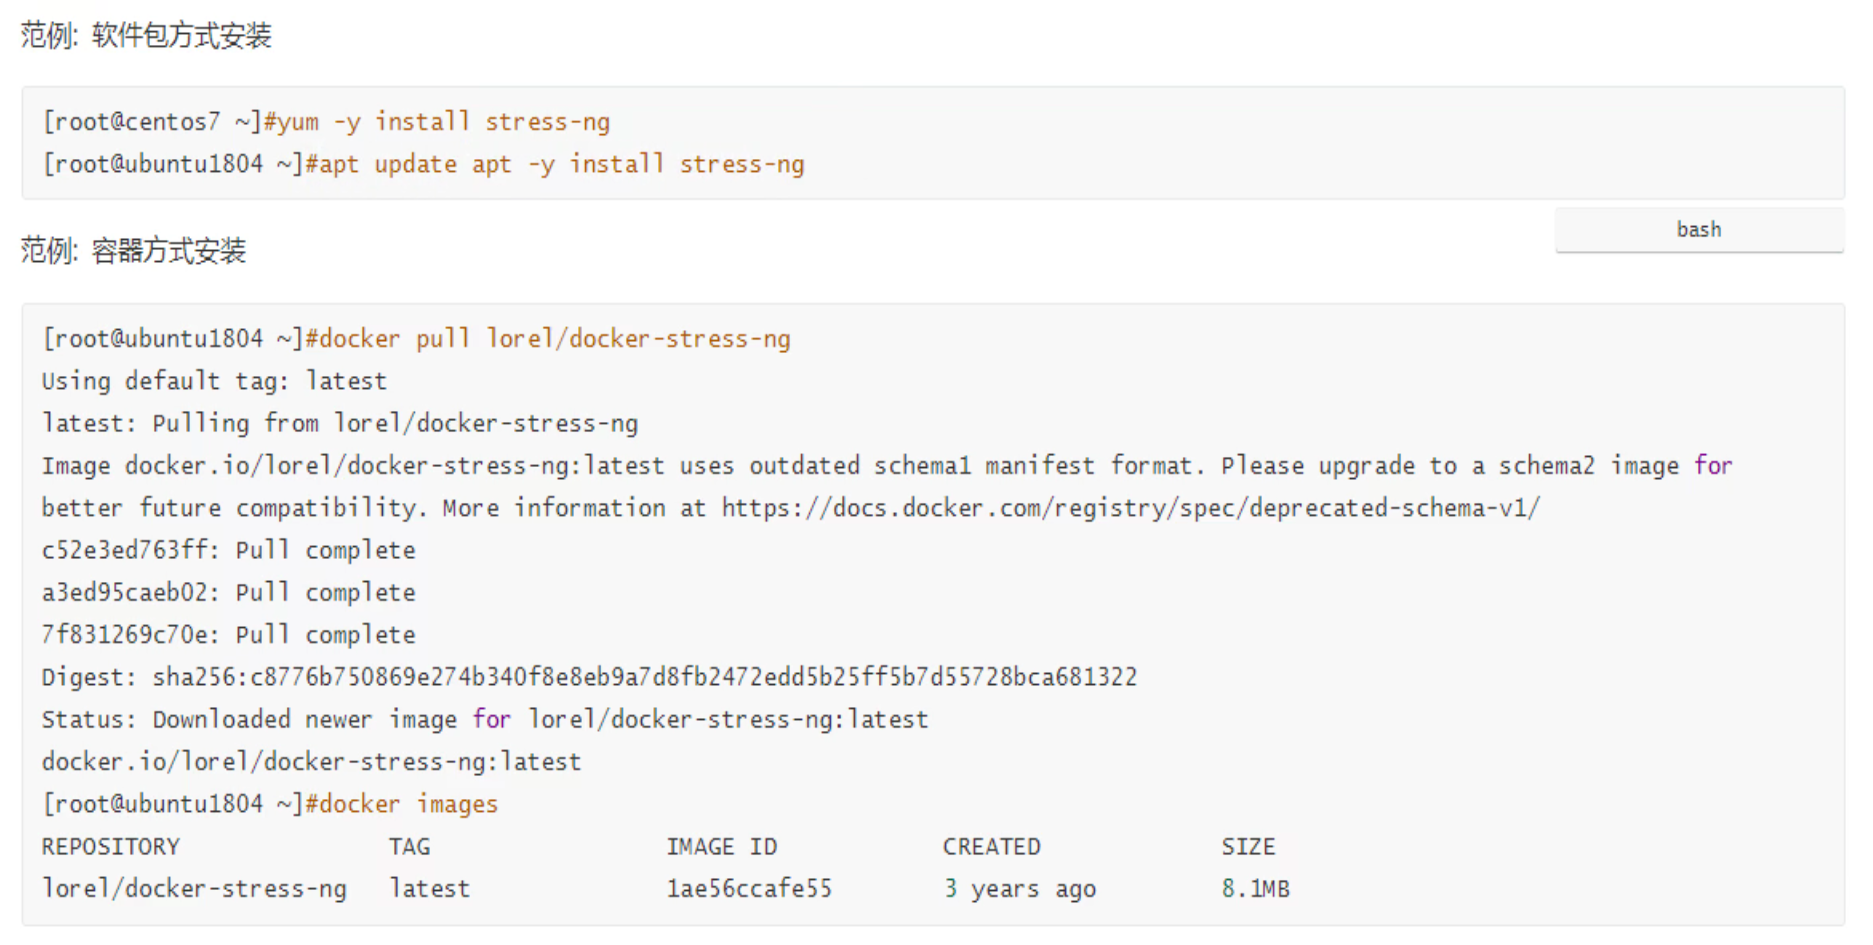 范例: 软件包方式安装
[root@centos7 ~]#yum -y install stress-ng
[root@ubuntu1804 ~]#apt update apt -y install stress-ng
bash
范例: 容器方式安装
[root@ubuntu1804 ~]#docker pull lorel/docker-stress-ng
Using default tag: latest
latest: Pulling from lorel/docker-stress-ng
Image docker.io/lorel/docker-stress-ng:latest uses outdated schema1 manifest format. Please upgrade to a schema2 image for
better future compatibility. More information at https://docs.docker.com/registry/spec/deprecated-schema-v1/
c52e3ed763ff: Pull complete
a3ed95caeb02: Pull complete
7f831269c70e: Pull complete
Digest: sha256:c8776b750869e274b340f8e8eb9a7d8fb2472edd5b25ff5b7d55728bca681322
Status: Downloaded newer image for lorel/docker-stress-ng:latest
docker.io/lorel/docker-stress-ng:latest
[root@ubuntu1804 ~]#docker images
REPOSITORY TAG IMAGE ID CREATED SIZE
lorel/docker-stress-ng latest 1ae56ccafe55 3 years ago 8.1MB